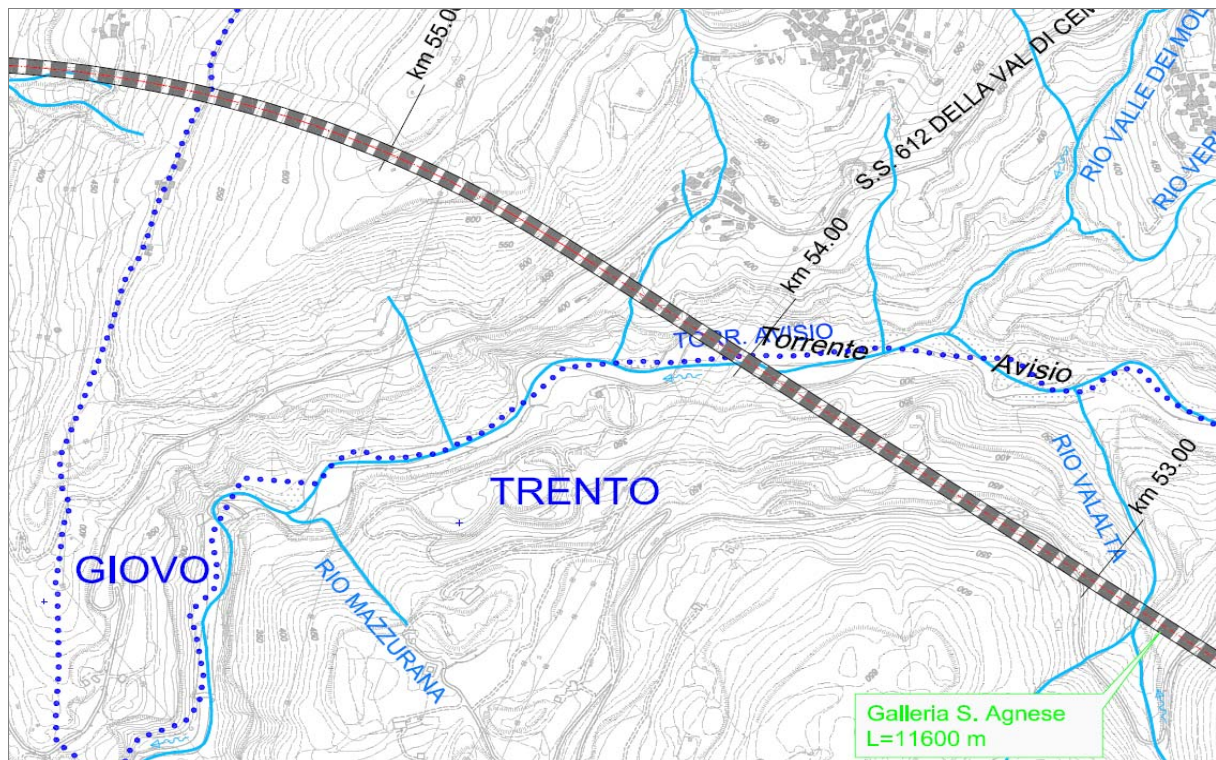 km 55.00
S.S. 612 DELLA VAL DI CEM
RIO VALLE DEI MOL
RIO VER
km 54.00
TORR. AVISIO
Torrente
Avisio
km 53.00
RIO VALALTA
TRENTO
GIOVO
RIO MAZZURANA
Galleria S. Agnese
L=11600 m